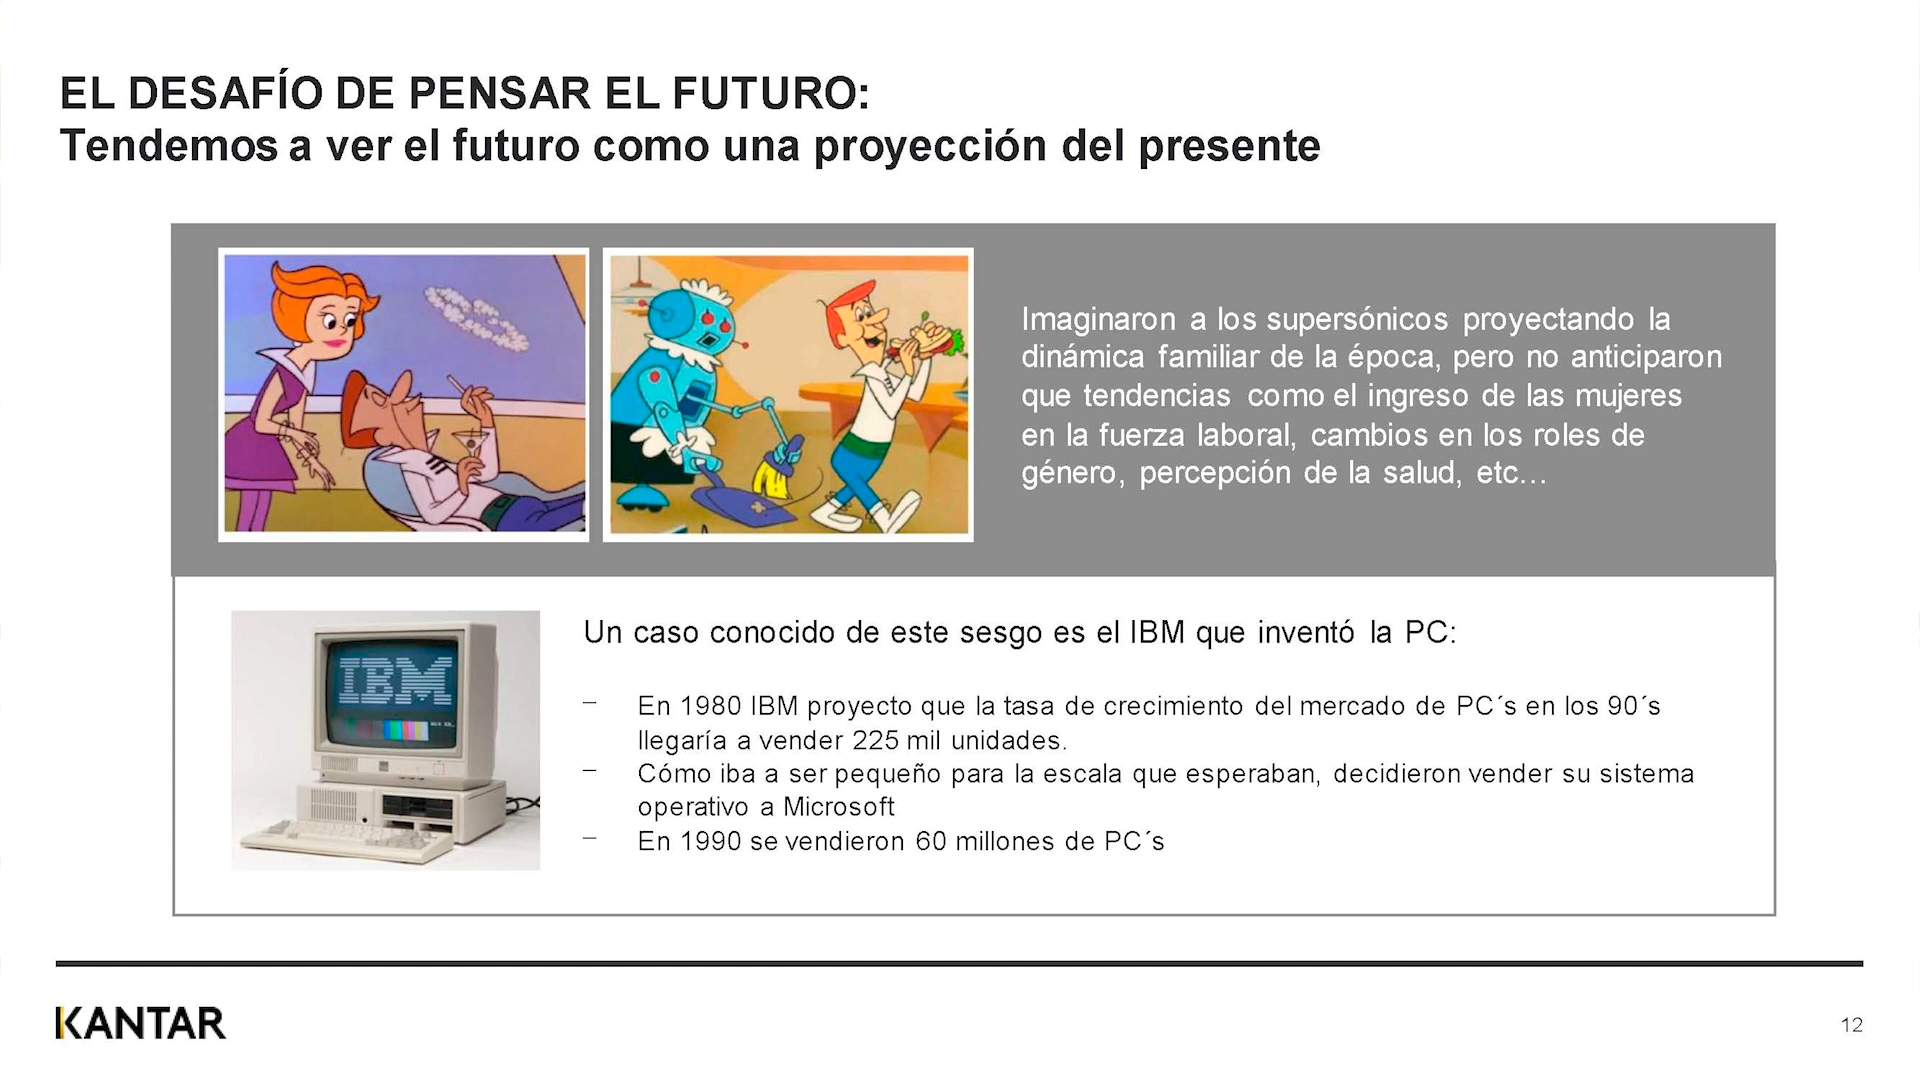 EL DESAFÍO DE PENSAR EL FUTURO:
Tendemos a ver el futuro como una proyección del presente
Imaginaron a los supersónicos proyectando la
dinámica familiar de la época, pero no anticiparon
que tendencias como el ingreso de las mujeres
en la fuerza laboral, cambios en los roles de
género, percepción de la salud, etc…
IBM
Un caso conocido de este sesgo es el IBM que inventó la PC:
– En 1980 IBM proyecto que la tasa de crecimiento del mercado de PC´s en los 90´s
llegaría a vender 225 mil unidades.
– Cómo iba a ser pequeño para la escala que esperaban, decidieron vender su sistema
operativo a Microsoft
– En 1990 se vendieron 60 millones de PC´s
KANTAR
12